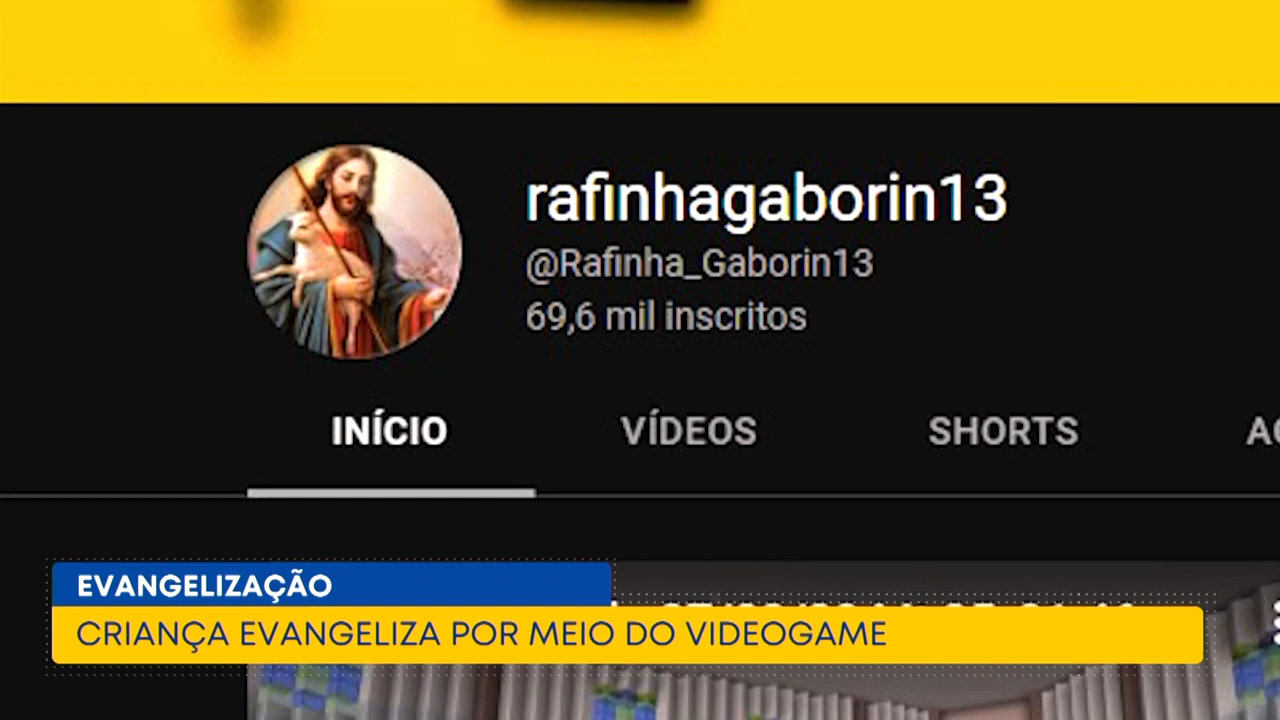 rafinhagaborin13
@Rafinha_Gaborin13
69,6 mil inscritos
INÍCIO VÍDEOS SHORTS
EVANGELIZAÇÃO
CRIANÇA EVANGELIZA POR MEIO DO VIDEOGAME